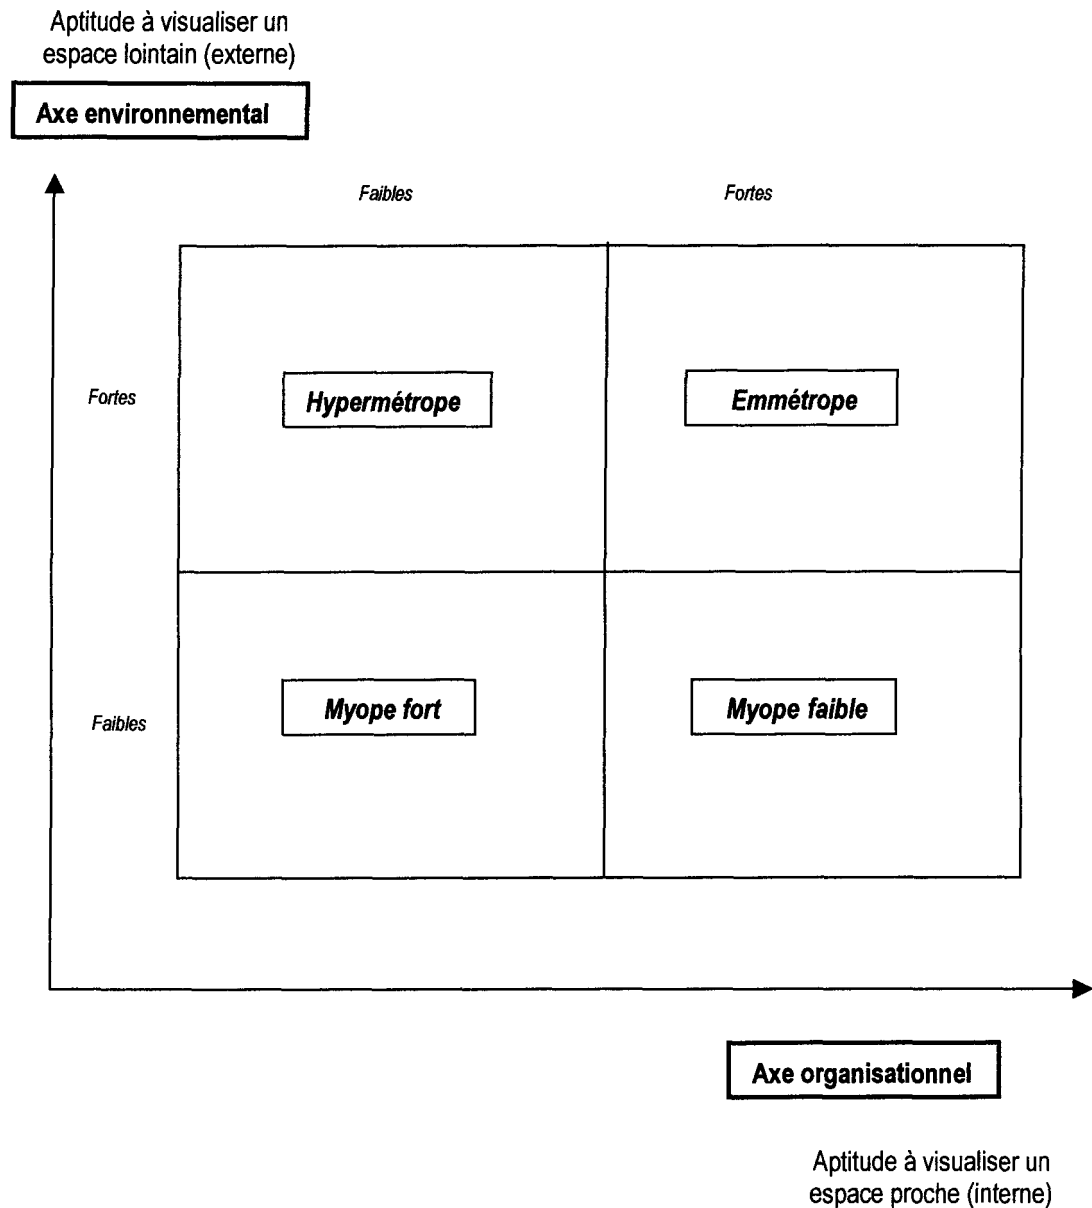 Aptitude à visualiser un
espace lointain (externe)
Axe environnemental
Faibles
Fortes
Fortes
Hypermétrope
Emmétrope
Faibles
Myope fort
Myope faible
Axe organisationnel
Aptitude à visualiser un
espace proche (interne)